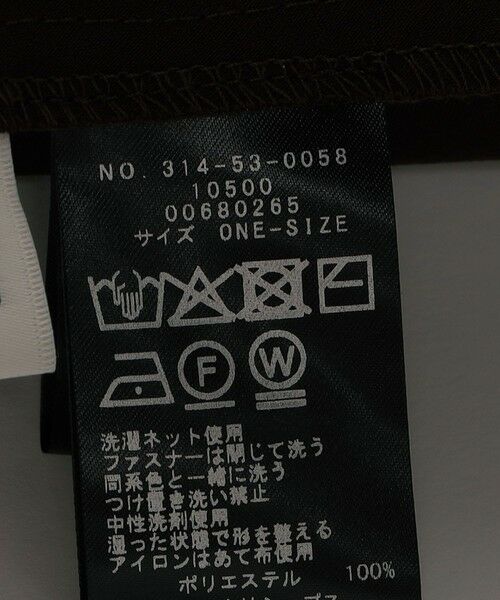 NO. 314-53-0058
10500
00680265
サイズ ONE-SIZE
F W
洗濯ネット使用
ファスナーは閉じて洗う
同系色と一緒に洗う
つけ置き洗い禁止
中性洗剤使用
湿った状態で形を整える
アイロンはあて布使用
ポリエステル 100%